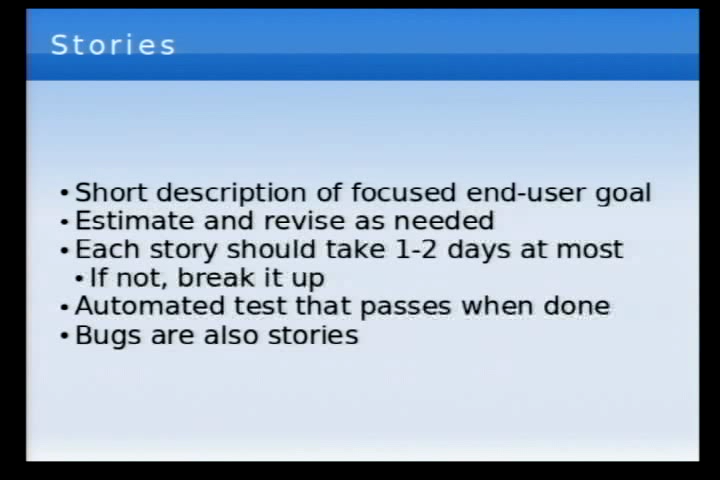 Stories
• Short description of focused end-user goal
• Estimate and revise as needed
• Each story should take 1-2 days at most
• If not, break it up
• Automated test that passes when done
• Bugs are also stories